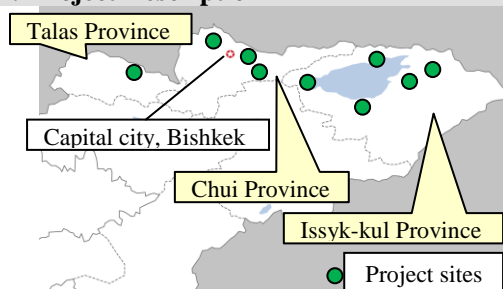 Talas Province
Capital city, Bishkek
Chui Province
Issyk-kul Province
Project sites